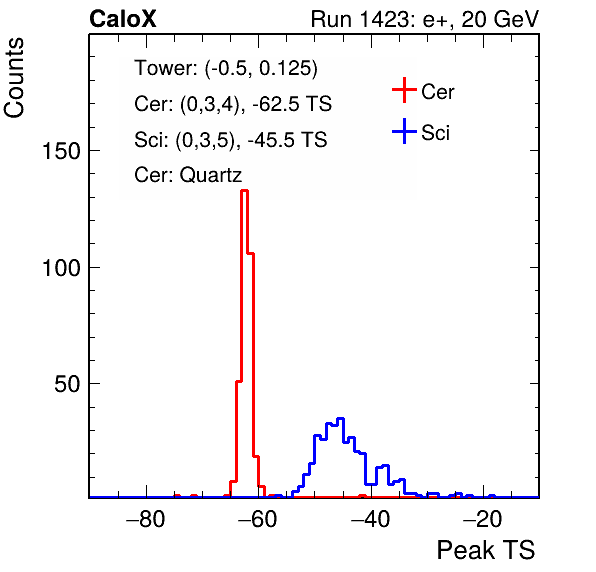 CaloX Run 1423: e+, 20 GeV
Counts
Tower: (-0.5, 0.125)
Cer: (0,3,4), -62.5 TS
Sci: (0,3,5), -45.5 TS
Cer: Quartz
Cer
Sci
150
100
50
−80 −60 −40 −20
Peak TS